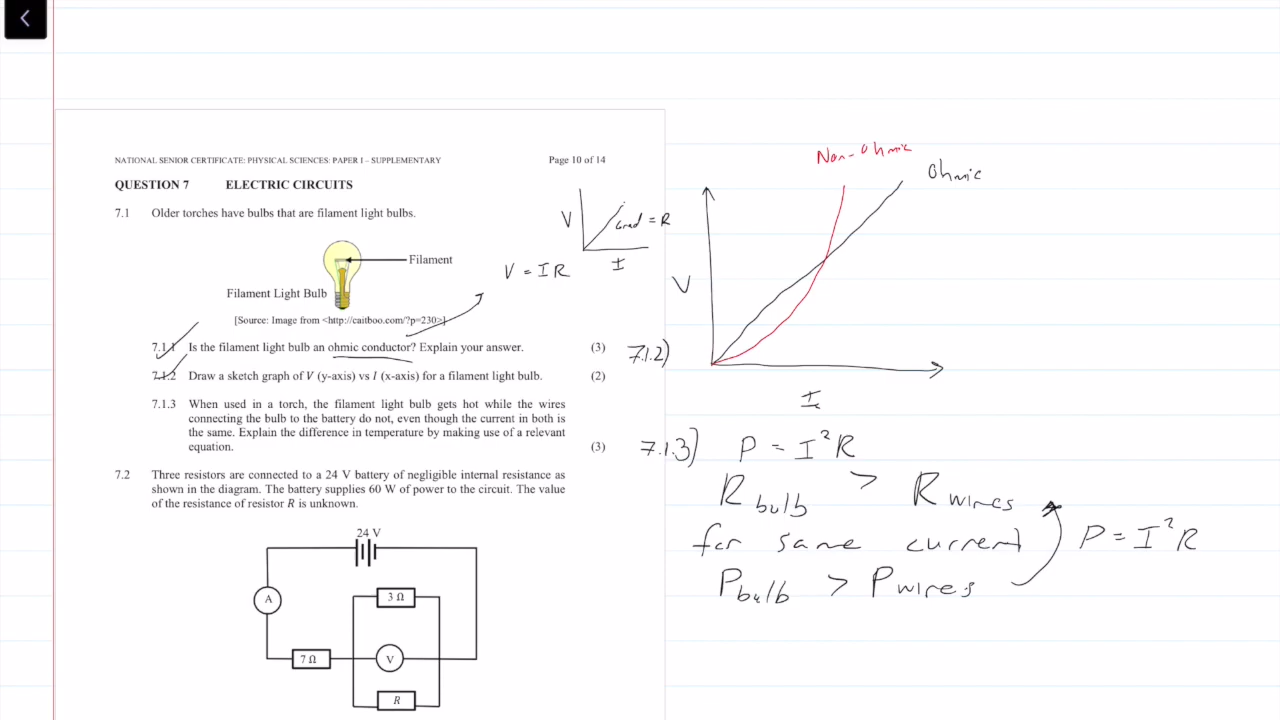 NATIONAL SENIOR CERTIFICATE: PHYSICAL SCIENCES: PAPER I – SUPPLEMENTARY
Page 10 of 14
QUESTION 7 ELECTRIC CIRCUITS
7.1 Older torches have bulbs that are filament light bulbs.
Filament
Filament Light Bulb
[Source: Image from <http://caitboo.com/?p=230>]
7.1.1 Is the filament light bulb an ohmic conductor? Explain your answer. (3)
7.1.2 Draw a sketch graph of V (y-axis) vs I (x-axis) for a filament light bulb. (2)
7.1.3 When used in a torch, the filament light bulb gets hot while the wires
connecting the bulb to the battery do not, even though the current in both is
the same. Explain the difference in temperature by making use of a relevant
equation. (3)
7.2 Three resistors are connected to a 24 V battery of negligible internal resistance as
shown in the diagram. The battery supplies 60 W of power to the circuit. The value
of the resistance of resistor R is unknown.
24 V
A
3 Ω
7 Ω
V
R
V
Grad = R
I
V = IR
Non-Ohmic
Ohmic
V
7.1.2)
I
7.1.3) P = I²R
R bulb > R wires
for same current
P = I²R
P bulb > P wires